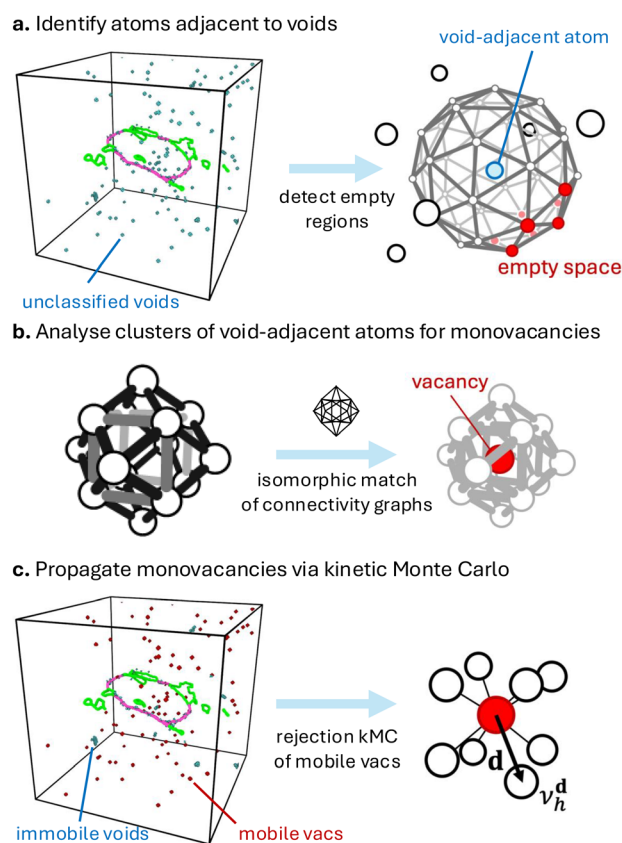 a. Identify atoms adjacent to voids
void-adjacent atom
detect empty
regions
unclassified voids
empty space
b. Analyse clusters of void-adjacent atoms for monovacancies
vacancy
isomorphic match
of connectivity graphs
c. Propagate monovacancies via kinetic Monte Carlo
rejection kMC
of mobile vacs
d
ν_h^d
immobile voids
mobile vacs